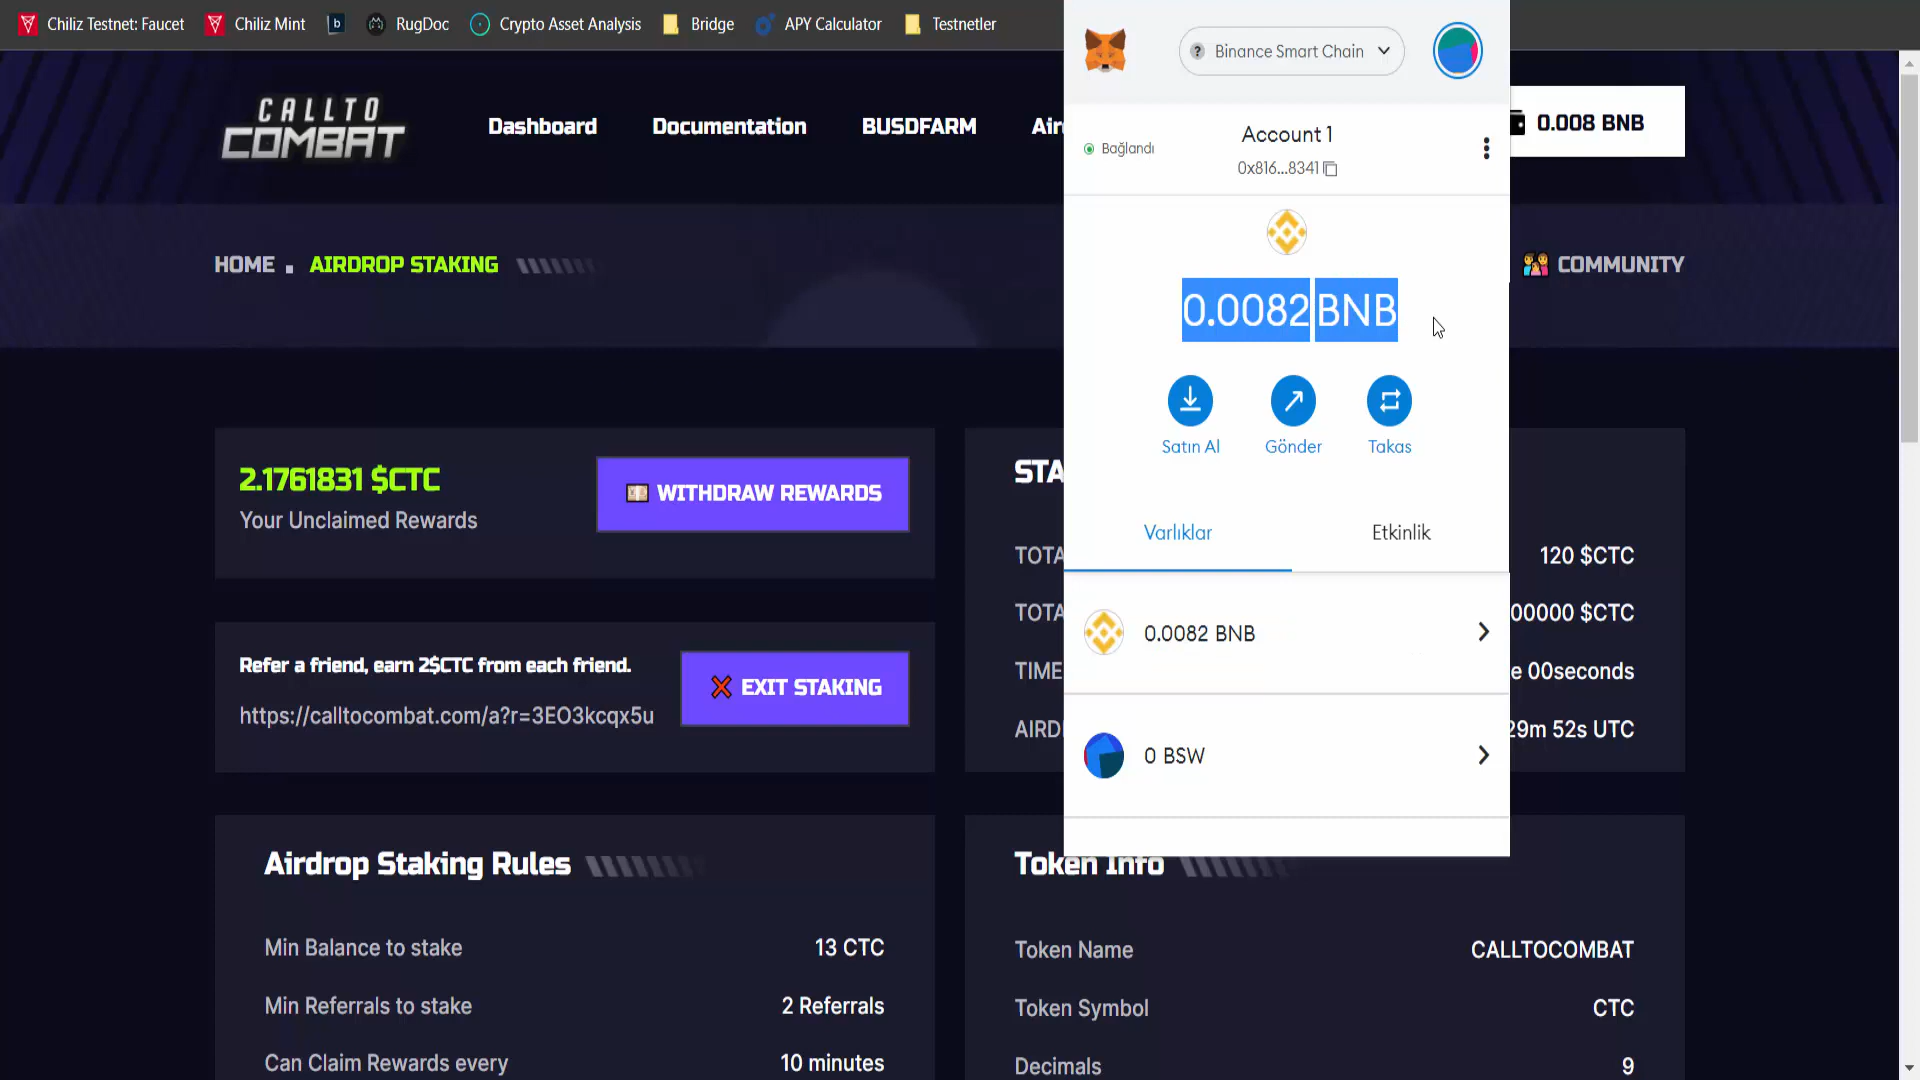 Chiliz Testnet: Faucet Chiliz Mint b RugDoc Crypto Asset Analysis Bridge APY Calculator Testnetler
CALLTO
COMBAT
Dashboard Documentation BUSDFARM
0.008 BNB
HOME AIRDROP STAKING
COMMUNITY
Binance Smart Chain
Bağlandı
Account 1
0x816...8341
0.0082 BNB
Satın Al Gönder Takas
Varlıklar Etkinlik
0.0082 BNB
0 BSW
2.1761831 $CTC
Your Unclaimed Rewards
WITHDRAW REWARDS
Refer a friend, earn 2$CTC from each friend.
https://calltocombat.com/a?r=3EO3kcqx5u
EXIT STAKING
STA
TOTA 120 $CTC
TOTA 00000 $CTC
TIME e 00seconds
AIRD 29m 52s UTC
Airdrop Staking Rules
Min Balance to stake 13 CTC
Min Referrals to stake 2 Referrals
Can Claim Rewards every 10 minutes
Token Info
Token Name CALLTOCOMBAT
Token Symbol CTC
Decimals 9